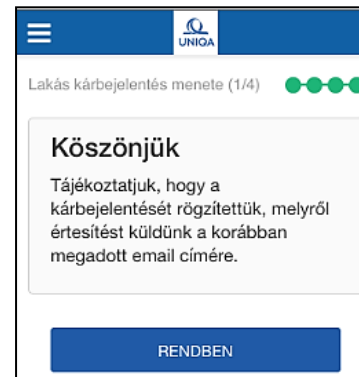 UNIQA
Lakás kárbejelentés menete (1/4)
Köszönjük
Tájékoztatjuk, hogy a
kárbejelentését rögzítettük, melyről
értesítést küldünk a korábban
megadott email címére.
RENDBEN